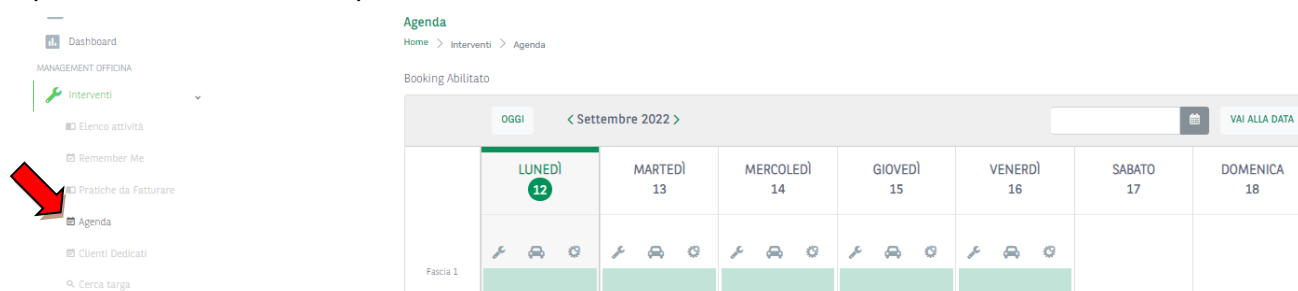 Dashboard
MANAGEMENT OFFICINA
Interventi
Elenco attività
Remember Me
Pratiche da Fatturare
Agenda
Clienti Dedicati
Cerca targa
Agenda
Home > Interventi > Agenda
Booking Abilitato
OGGI < Settembre 2022 > VAI ALLA DATA
LUNEDÌ MARTEDÌ MERCOLEDÌ GIOVEDÌ VENERDÌ SABATO DOMENICA
12 13 14 15 16 17 18
Fascia 1